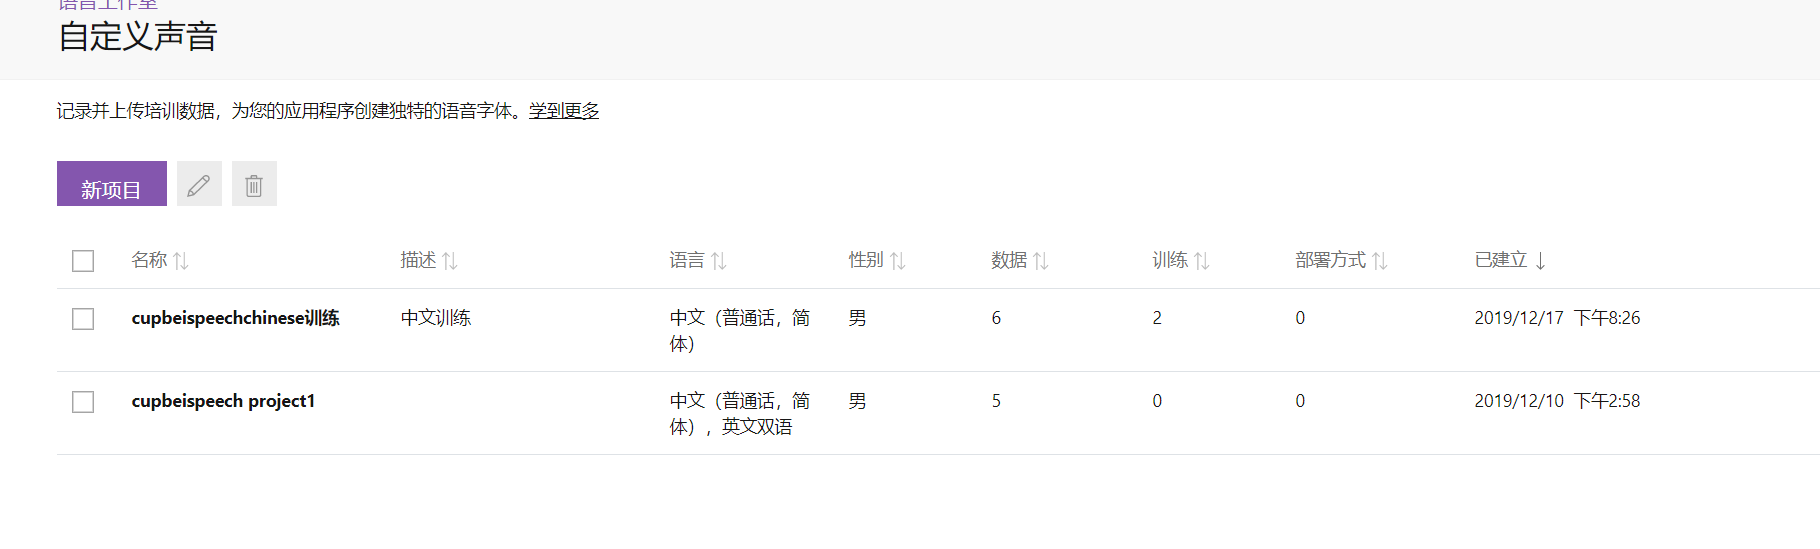 语音工作室
自定义声音
记录并上传培训数据，为您的应用程序创建独特的语音字体。学到更多
新项目
名称 描述 语言 性别 数据 训练 部署方式 已建立
cupbeispeechchinese训练 中文训练 中文（普通话，简 男 6 2 0 2019/12/17 下午8:26
体）
cupbeispeech project1 中文（普通话，简 男 5 0 0 2019/12/10 下午2:58
体），英文双语